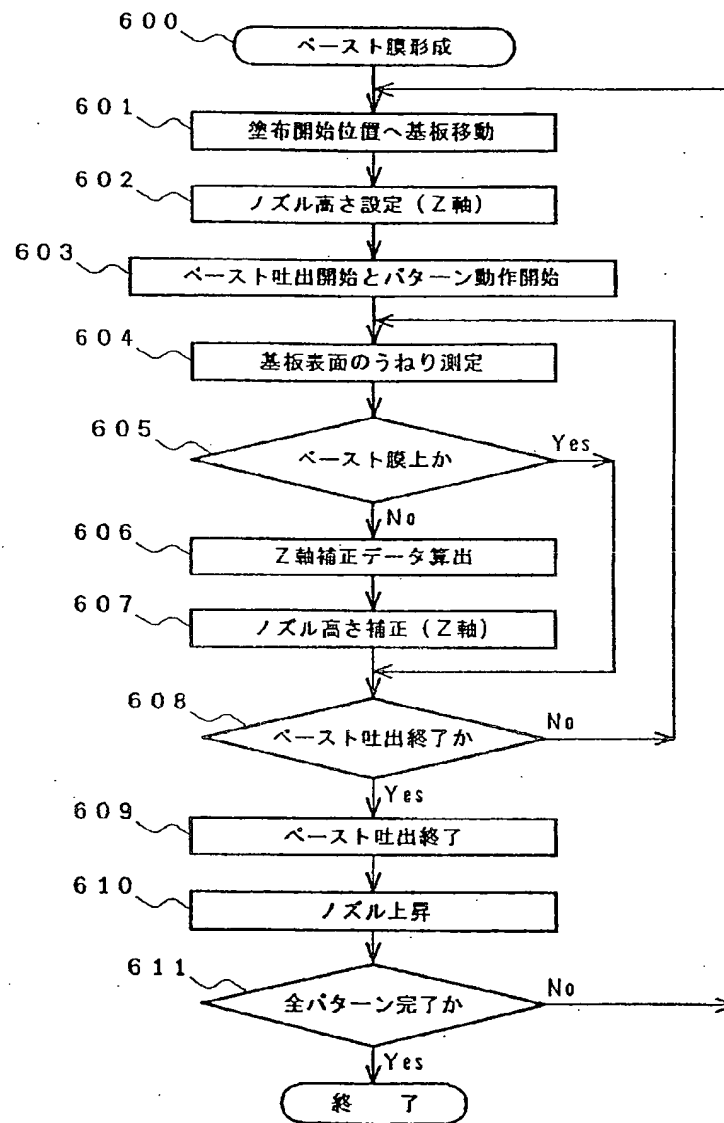 600
ペースト膜形成
601
塗布開始位置へ基板移動
602
ノズル高さ設定（Z軸）
603
ペースト吐出開始とパターン動作開始
604
基板表面のうねり測定
605
ペースト膜上か
Yes
No
606
Z軸補正データ算出
607
ノズル高さ補正（Z軸）
608
ペースト吐出終了か
No
Yes
609
ペースト吐出終了
610
ノズル上昇
611
全パターン完了か
No
Yes
終　了